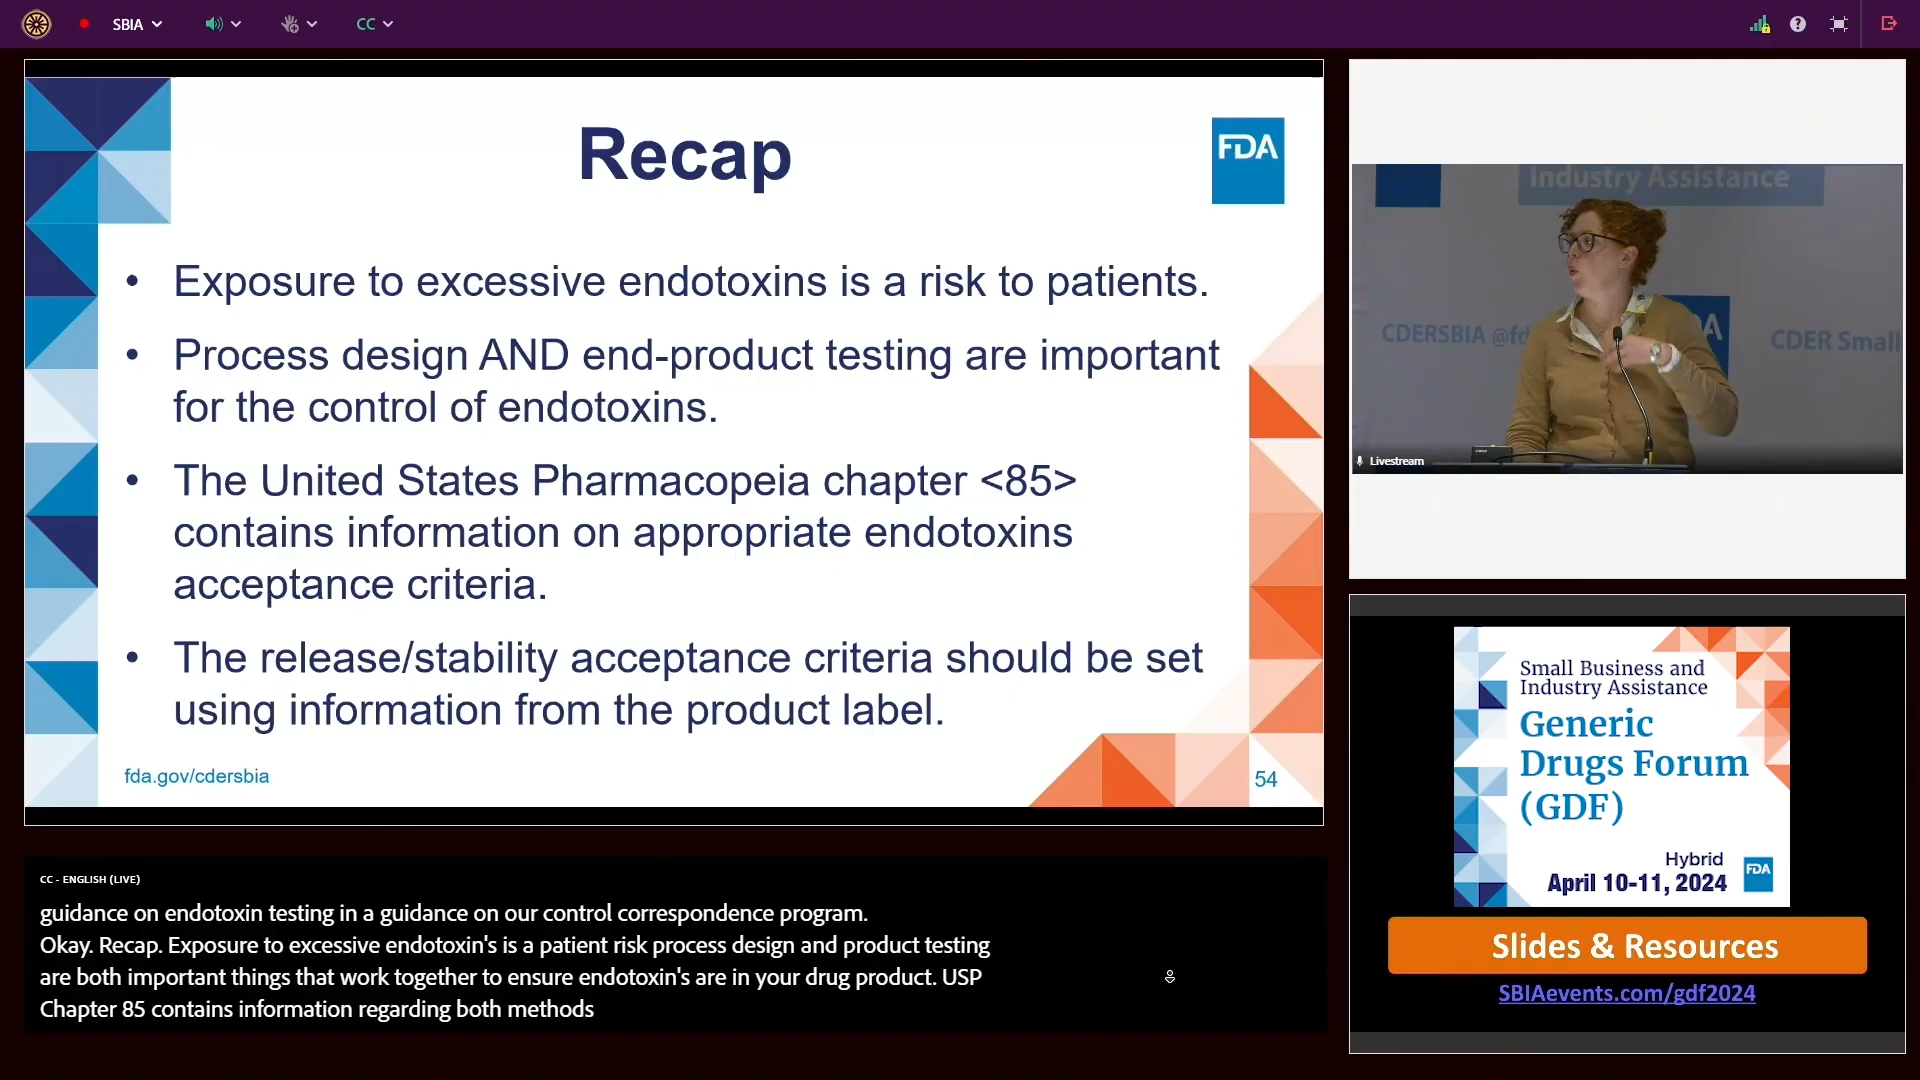 SBIA
CC
Recap
FDA
• Exposure to excessive endotoxins is a risk to patients.
• Process design AND end-product testing are important
for the control of endotoxins.
• The United States Pharmacopeia chapter <85>
contains information on appropriate endotoxins
acceptance criteria.
• The release/stability acceptance criteria should be set
using information from the product label.
fda.gov/cdersbia
54
CC - ENGLISH (LIVE)
guidance on endotoxin testing in a guidance on our control correspondence program.
Okay. Recap. Exposure to excessive endotoxin's is a patient risk process design and product testing
are both important things that work together to ensure endotoxin's are in your drug product. USP
Chapter 85 contains information regarding both methods
Industry Assistance
CDERSBIA
CDER Small
Livestream
Small Business and
Industry Assistance
Generic
Drugs Forum
(GDF)
Hybrid
April 10-11, 2024
FDA
Slides & Resources
SBIAevents.com/gdf2024